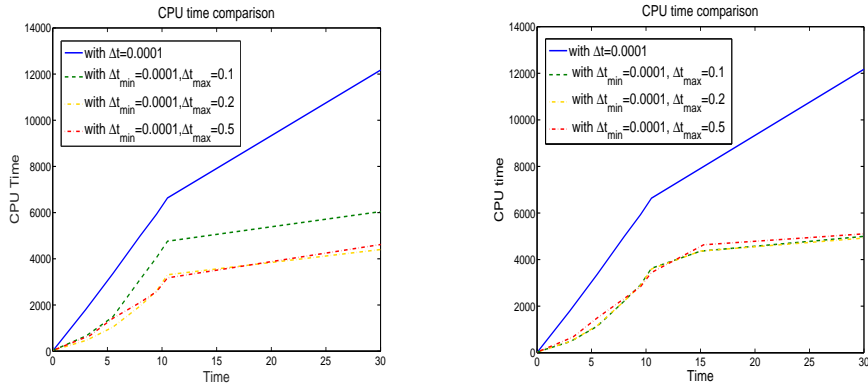 CPU time comparison
14000
12000
10000
8000
6000
4000
2000
0
CPU Time
with Δt=0.0001
with Δt_min=0.0001,Δt_max=0.1
with Δt_min=0.0001,Δt_max=0.2
with Δt_min=0.0001,Δt_max=0.5
0 5 10 15 20 25 30
Time
CPU time comparison
14000
12000
10000
8000
6000
4000
2000
0
CPU time
with Δt=0.0001
with Δt_min=0.0001, Δt_max=0.1
with Δt_min=0.0001, Δt_max=0.2
with Δt_min=0.0001, Δt_max=0.5
0 5 10 15 20 25 30
Time